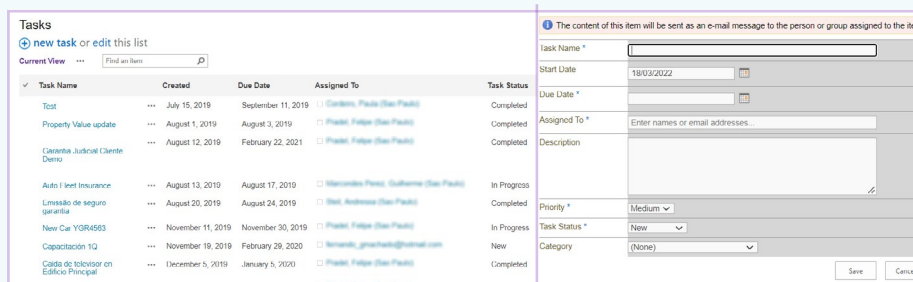 Tasks
new task or edit this list
Current View ... Find an item
Task Name Created Due Date Assigned To Task Status
Test ... July 15, 2019 September 11, 2019 Completed
Property Value update ... August 1, 2019 August 3, 2019 Completed
Garantia Judicial Cliente Demo ... August 12, 2019 February 22, 2021 Completed
Auto Fleet Insurance ... August 13, 2019 August 17, 2019 In Progress
Emissão de seguro garantia ... August 20, 2019 August 24, 2019 Completed
New Car YGR4563 ... November 11, 2019 November 30, 2019 In Progress
Capacitación 1Q ... November 19, 2019 February 29, 2020 New
Caída de televisor en Edificio Principal ... December 5, 2019 January 5, 2020 Completed
The content of this item will be sent as an e-mail message to the person or group assigned to the ite
Task Name *
Start Date 18/03/2022
Due Date *
Assigned To * Enter names or email addresses...
Description
Priority * Medium
Task Status * New
Category (None)
Save Cance